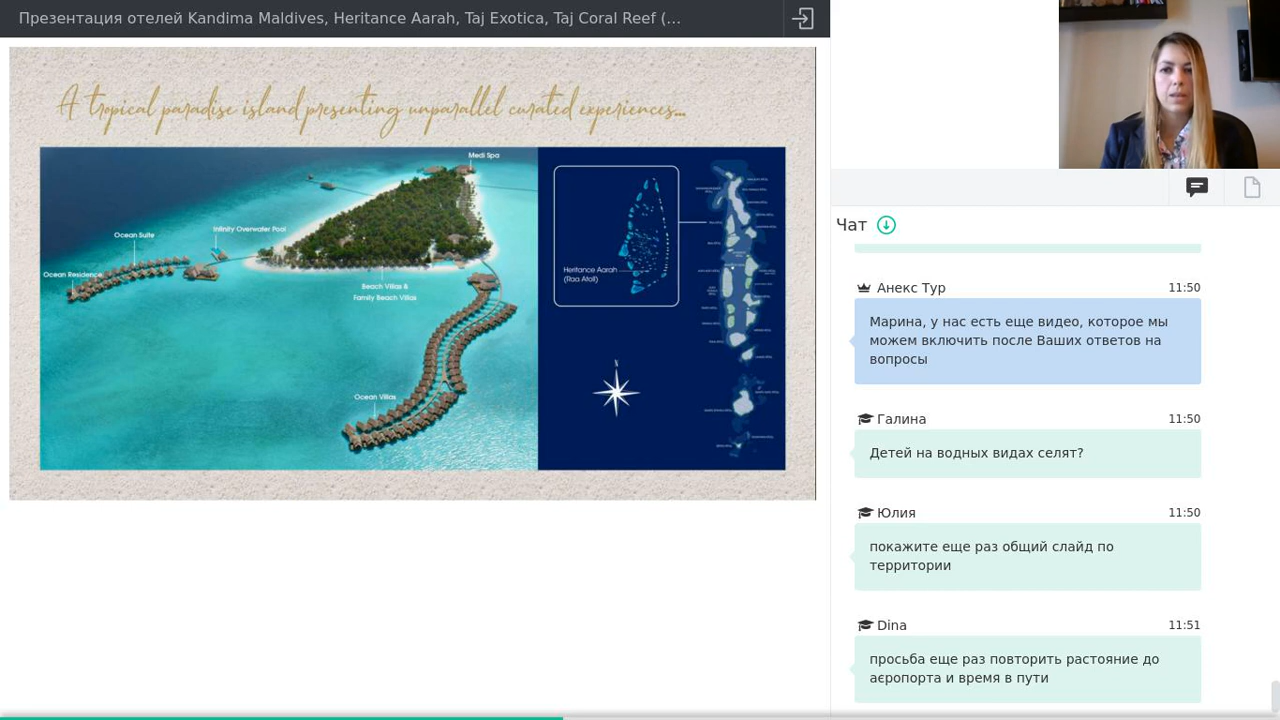 Презентация отелей Kandima Maldives, Heritance Aarah, Taj Exotica, Taj Coral Reef (...
A tropical paradise island presenting unparallel curated experiences...
Medi Spa
Ocean Suite
Infinity Overwater Pool
Ocean Residence
Beach Villas &
Family Beach Villas
Ocean Villas
Heritance Aarah
(Raa Atoll)
N
Чат
Анекс Тур 11:50
Марина, у нас есть еще видео, которое мы
можем включить после Ваших ответов на
вопросы
Галина 11:50
Детей на водных видах селят?
Юлия 11:50
покажите еще раз общий слайд по
территории
Dina 11:51
просьба еще раз повторить растояние до
аєропорта и время в пути